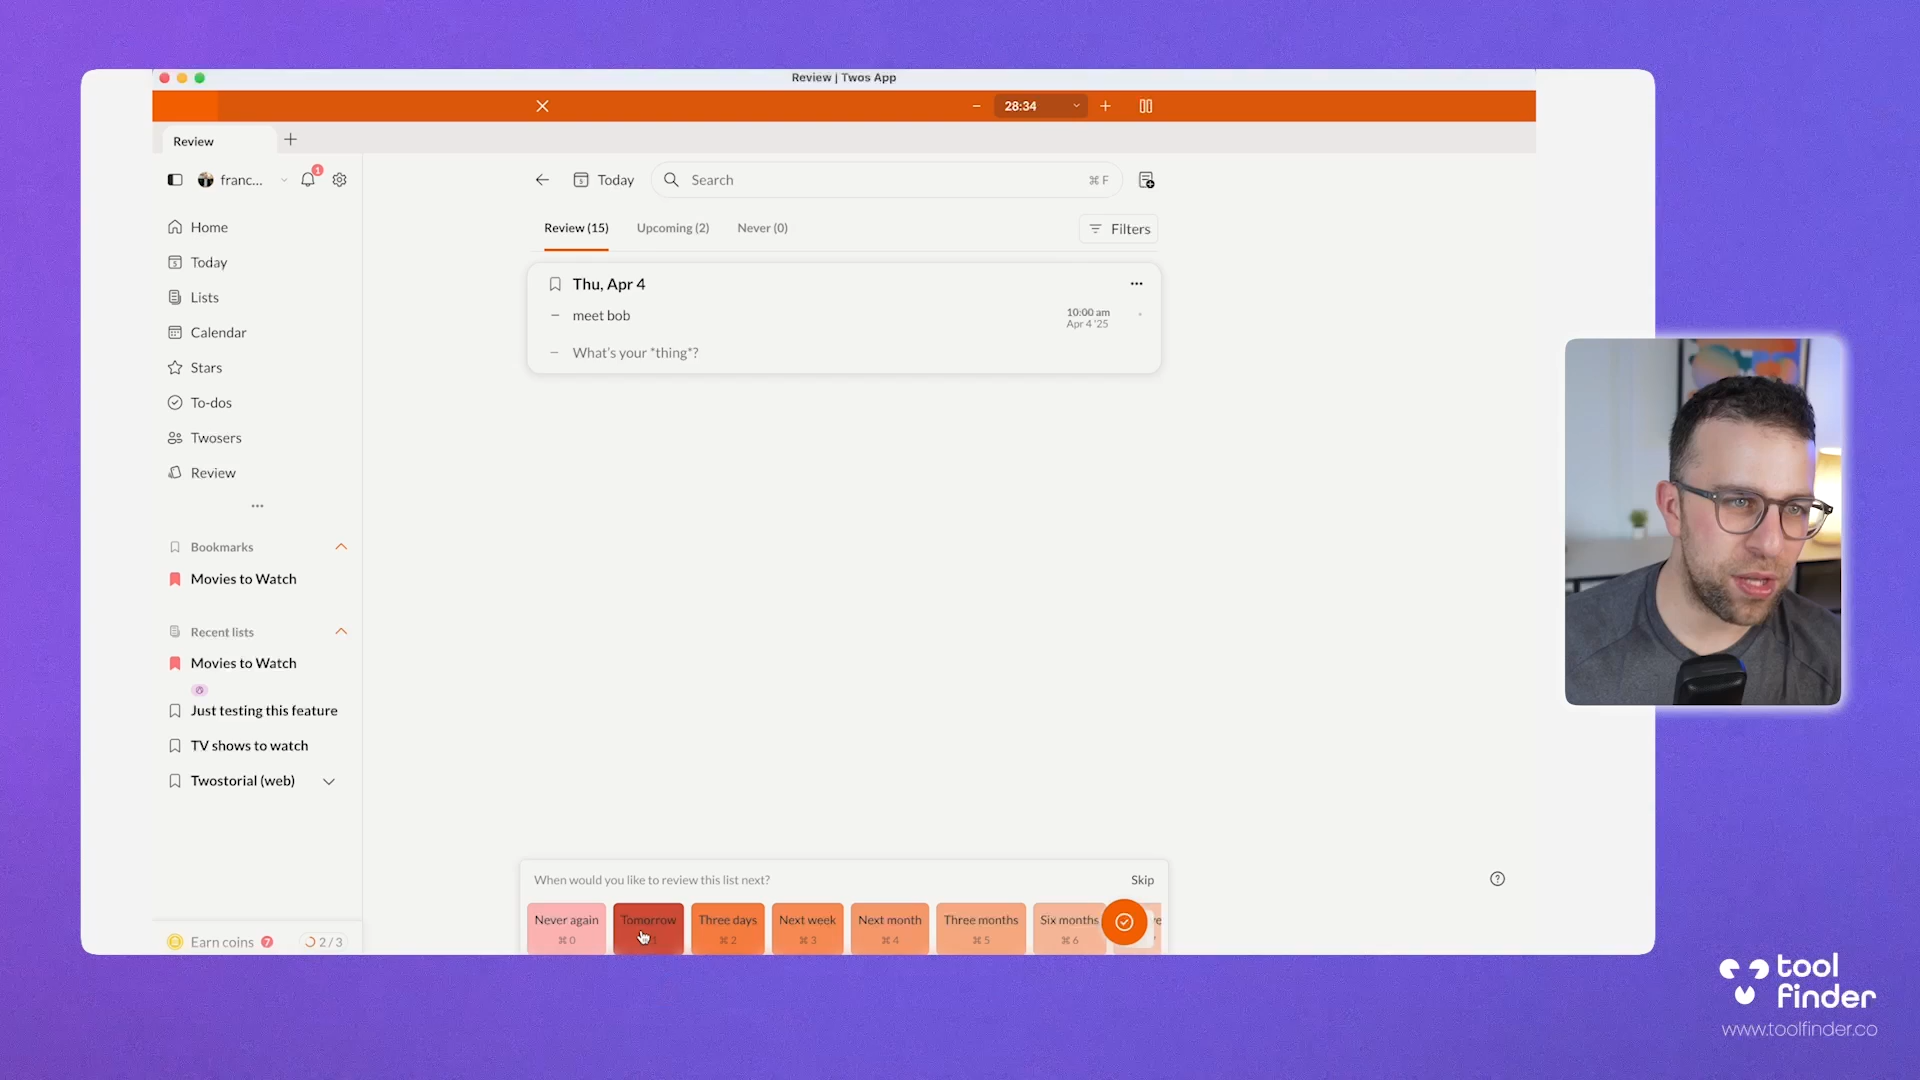 Review | Twos App
28:34
Review
franc...
1
Today
Search
⌘ F
Home
Today
Lists
Calendar
Stars
To-dos
Twosers
Review
Review (15)
Upcoming (2)
Never (0)
Filters
Thu, Apr 4
meet bob
10:00 am
Apr 4 '25
What's your *thing*?
Bookmarks
Movies to Watch
Recent lists
Movies to Watch
Just testing this feature
TV shows to watch
Twostorial (web)
Earn coins
7
2 / 3
When would you like to review this list next?
Skip
Never again
⌘ 0
Tomorrow
Three days
⌘ 2
Next week
⌘ 3
Next month
⌘ 4
Three months
⌘ 5
Six months
⌘ 6
tool
finder
www.toolfinder.co